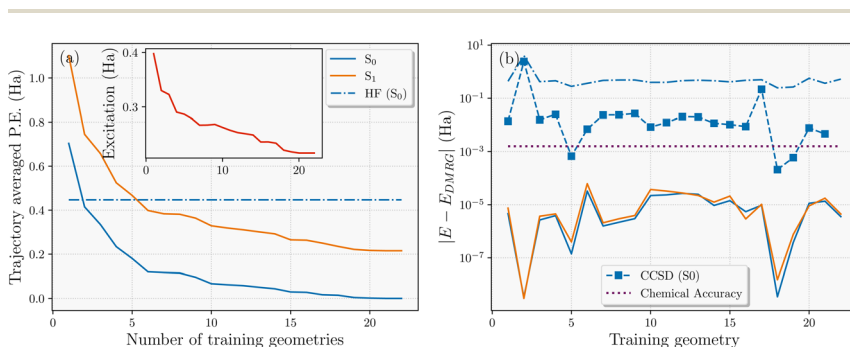 (a)
Trajectory averaged P.E. (Ha)
1.0
0.8
0.6
0.4
0.2
0.0
0
5
10
15
20
Number of training geometries
Excitation (Ha)
0.4
0.3
0
10
20
S₀
S₁
HF (S₀)
(b)
|E − E_{DMRG}| (Ha)
10¹
10⁻¹
10⁻³
10⁻⁵
10⁻⁷
0
5
10
15
20
Training geometry
CCSD (S0)
Chemical Accuracy